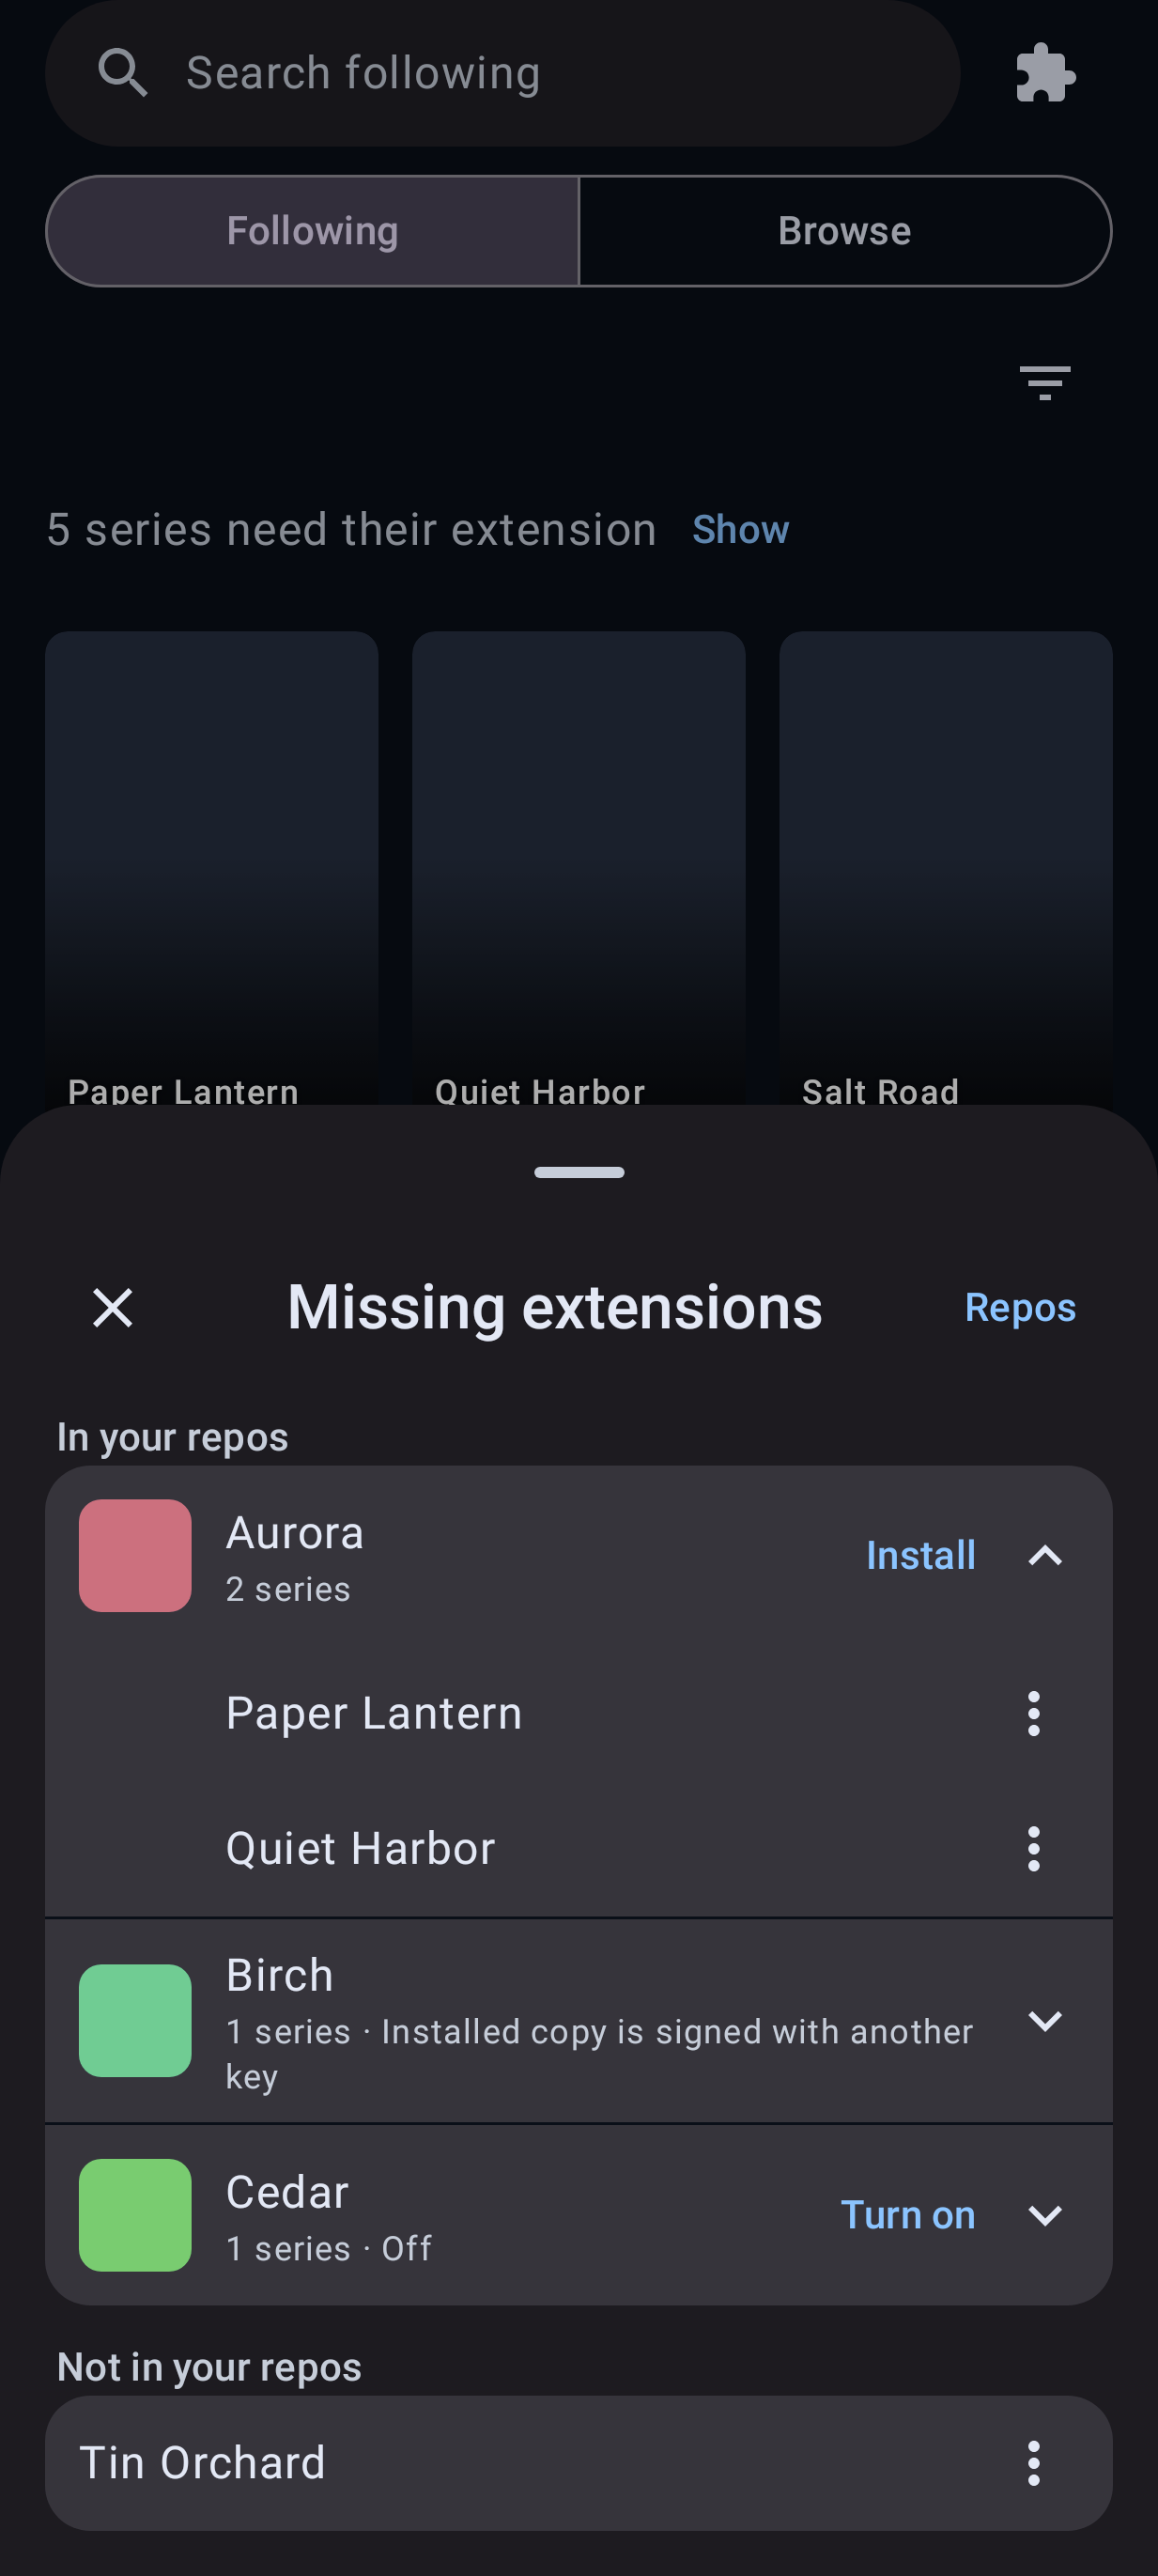 Search following
Following
Browse
5 series need their extension
Show
Paper Lantern
Quiet Harbor
Salt Road
Missing extensions
Repos
In your repos
Aurora
2 series
Install
Paper Lantern
Quiet Harbor
Birch
1 series · Installed copy is signed with another
key
Cedar
1 series · Off
Turn on
Not in your repos
Tin Orchard